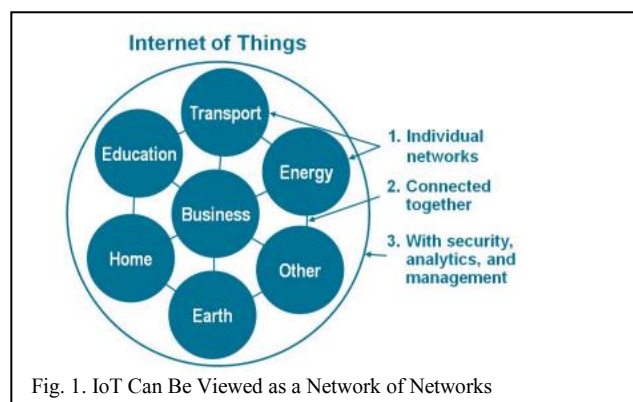 Internet of Things
Transport
Education
Energy
Business
Home
Other
Earth
1. Individual
networks
2. Connected
together
3. With security,
analytics, and
management
Fig. 1. IoT Can Be Viewed as a Network of Networks